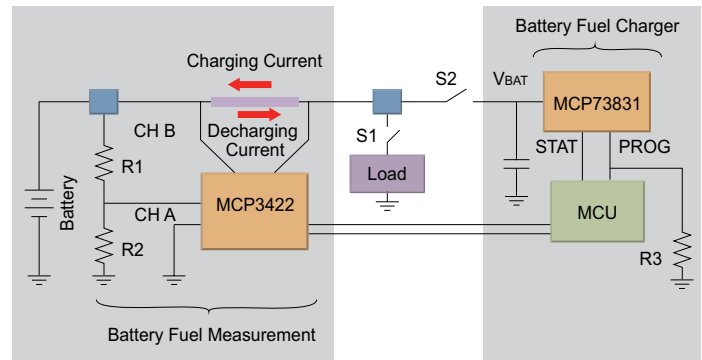 Battery Fuel Charger
Charging Current
S2
VBAT
MCP73831
CH B
Decharging
Current
S1
STAT
PROG
R1
Load
Battery
CH A
MCP3422
MCU
R2
R3
Battery Fuel Measurement